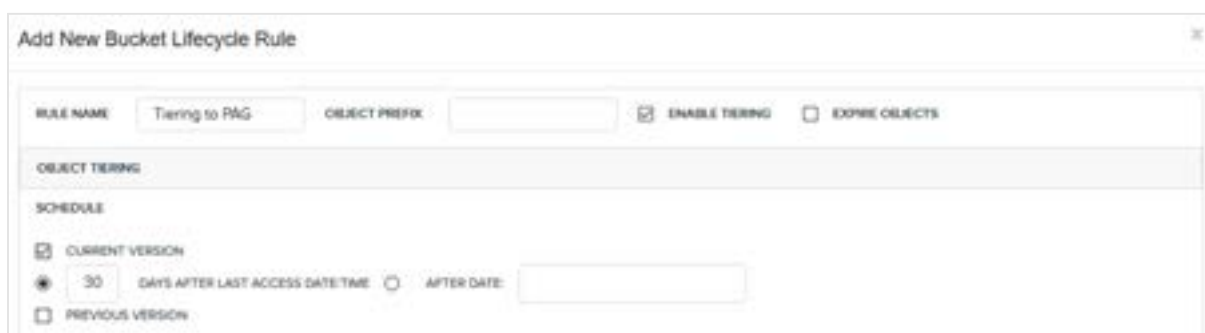 Add New Bucket Lifecycle Rule
RULE NAME Tiering to PAG OBJECT PREFIX ENABLE TIERING EXPIRE OBJECTS
OBJECT TIERING
SCHEDULE
CURRENT VERSION
30 DAYS AFTER LAST ACCESS DATE/TIME AFTER DATE:
PREVIOUS VERSION